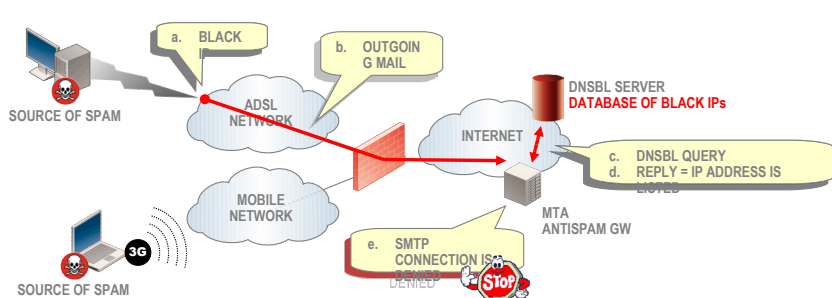 a. BLACK
IP
b. OUTGOIN
G MAIL
SOURCE OF SPAM
ADSL
NETWORK
DNSBL SERVER
DATABASE OF BLACK IPs
INTERNET
c. DNSBL QUERY
d. REPLY = IP ADDRESS IS
LISTED
MOBILE
NETWORK
MTA
ANTISPAM GW
e. SMTP
CONNECTION IS
DENIED
DENIED
3G
STOP
SOURCE OF SPAM